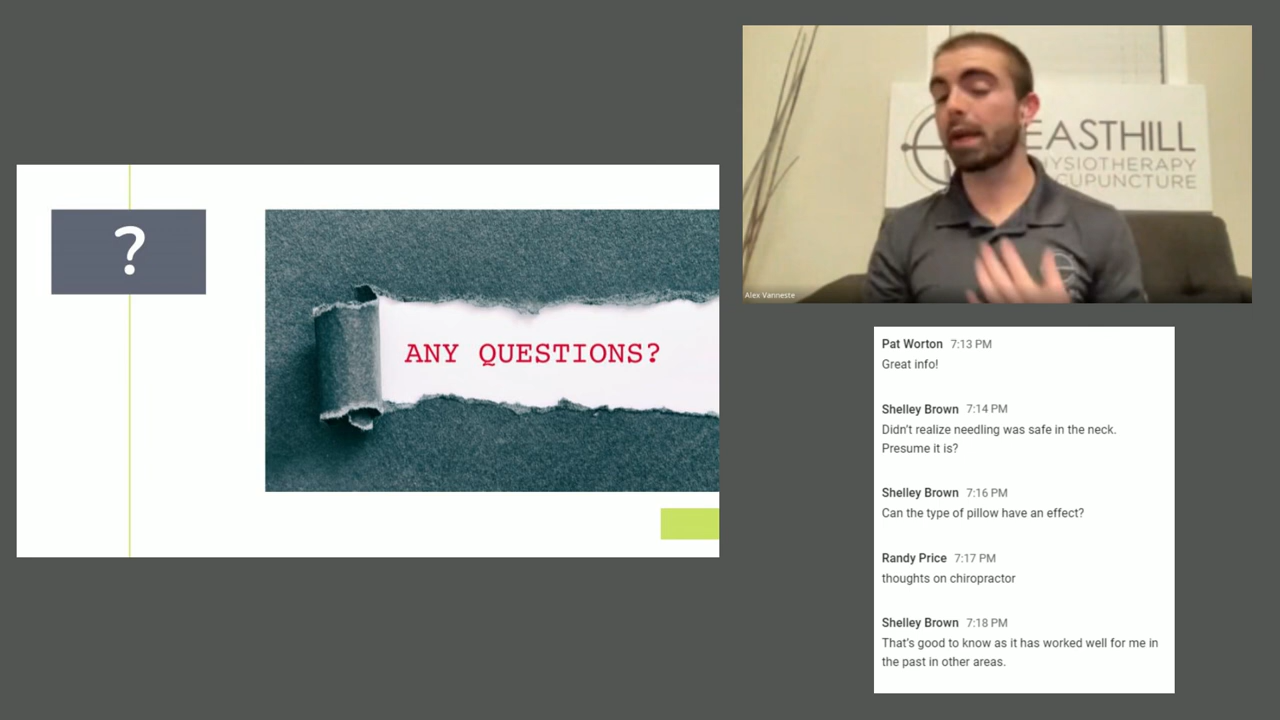 ?
ANY QUESTIONS?
EASTHILL
HYSIOTHERAPY
CUPUNCTURE
Alex Vanneste
Pat Worton 7:13 PM
Great info!
Shelley Brown 7:14 PM
Didn't realize needling was safe in the neck.
Presume it is?
Shelley Brown 7:16 PM
Can the type of pillow have an effect?
Randy Price 7:17 PM
thoughts on chiropractor
Shelley Brown 7:18 PM
That's good to know as it has worked well for me in
the past in other areas.